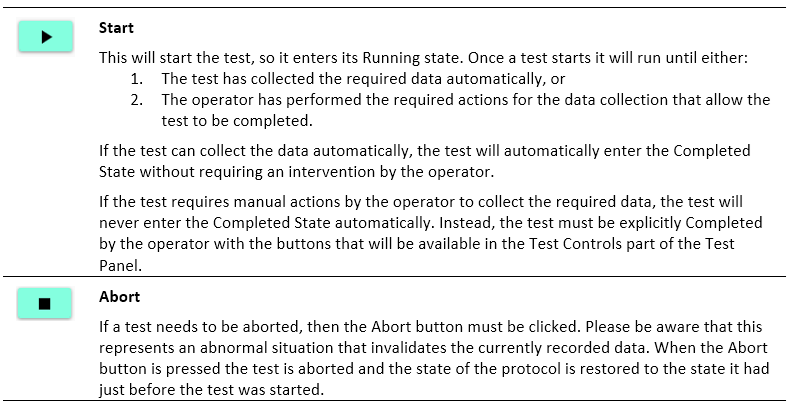 Start
This will start the test, so it enters its Running state. Once a test starts it will run until either:
1. The test has collected the required data automatically, or
2. The operator has performed the required actions for the data collection that allow the
test to be completed.
If the test can collect the data automatically, the test will automatically enter the Completed
State without requiring an intervention by the operator.
If the test requires manual actions by the operator to collect the required data, the test will
never enter the Completed State automatically. Instead, the test must be explicitly Completed
by the operator with the buttons that will be available in the Test Controls part of the Test
Panel.
Abort
If a test needs to be aborted, then the Abort button must be clicked. Please be aware that this
represents an abnormal situation that invalidates the currently recorded data. When the Abort
button is pressed the test is aborted and the state of the protocol is restored to the state it had
just before the test was started.